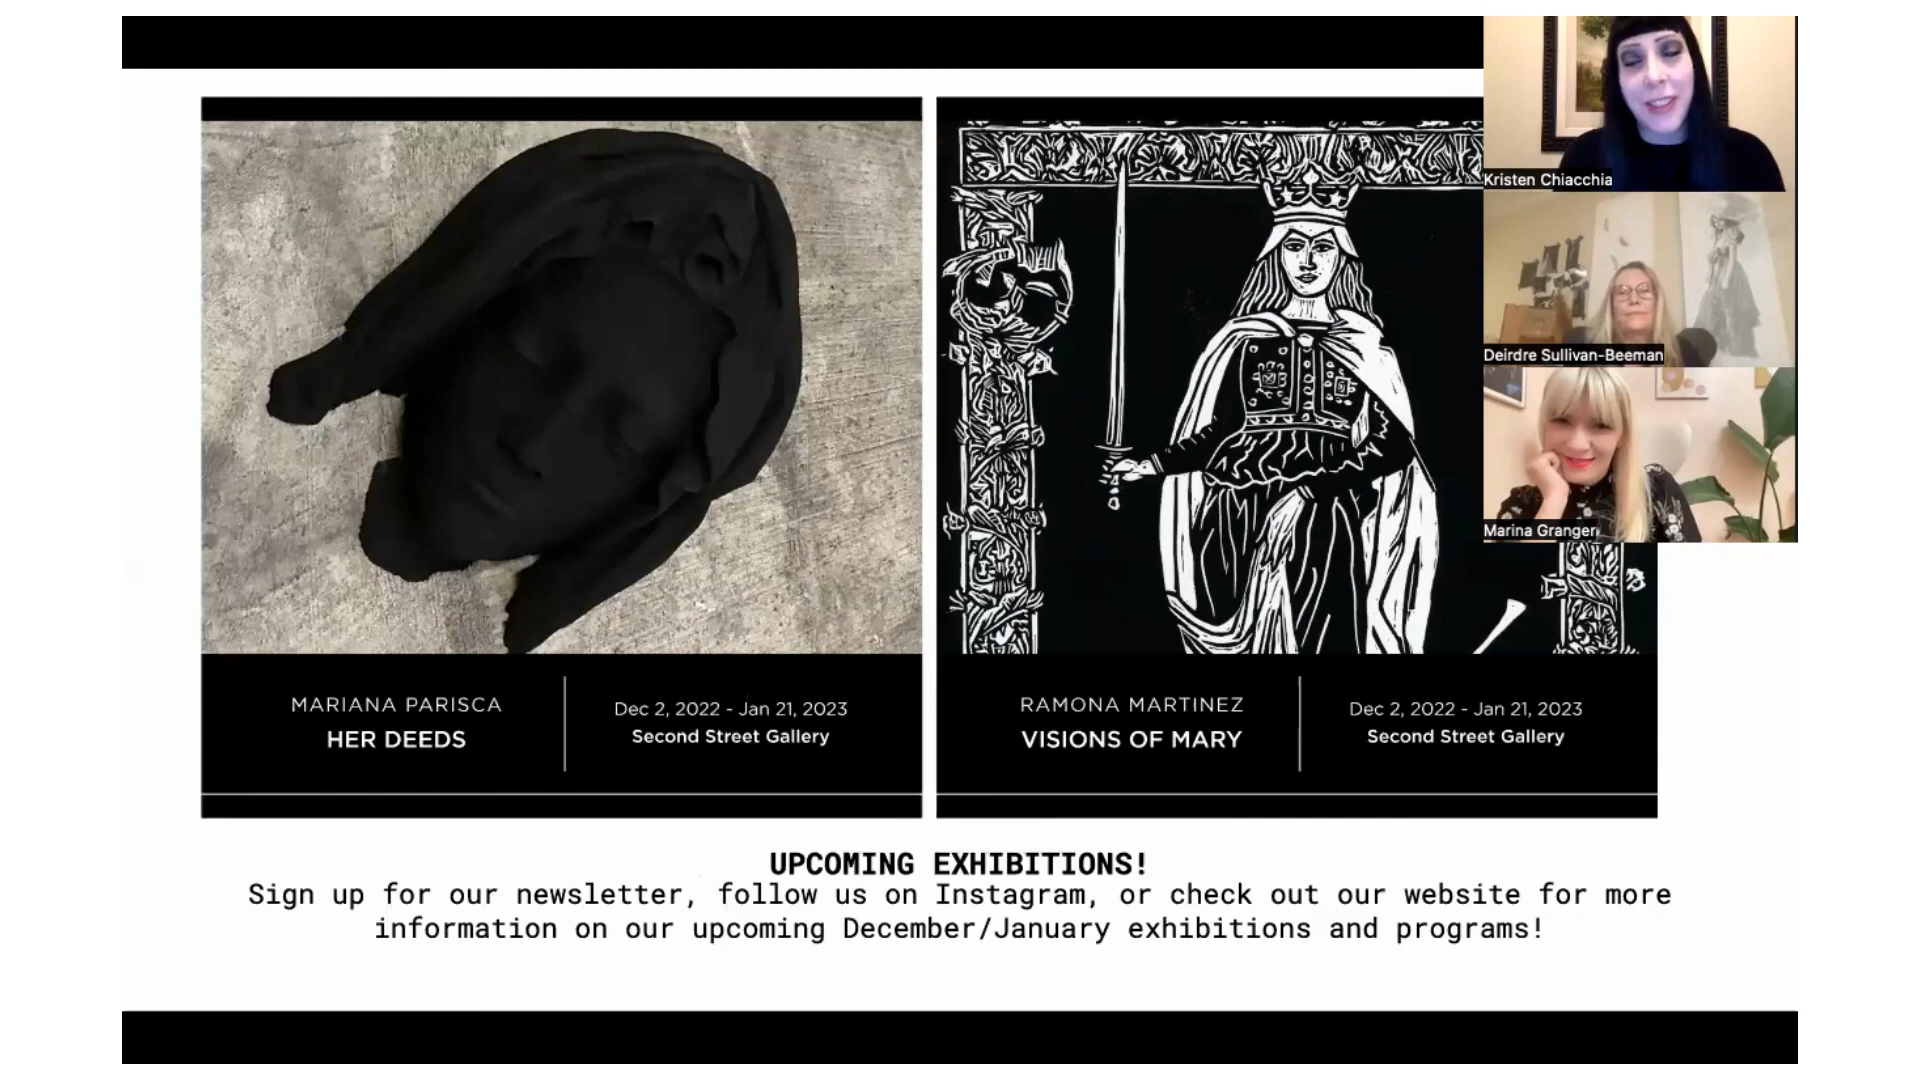 Kristen Chiacchia
Deirdre Sullivan-Beeman
Marina Granger
MARIANA PARISCA
HER DEEDS
Dec 2, 2022 - Jan 21, 2023
Second Street Gallery
RAMONA MARTINEZ
VISIONS OF MARY
Dec 2, 2022 - Jan 21, 2023
Second Street Gallery
UPCOMING EXHIBITIONS!
Sign up for our newsletter, follow us on Instagram, or check out our website for more
information on our upcoming December/January exhibitions and programs!